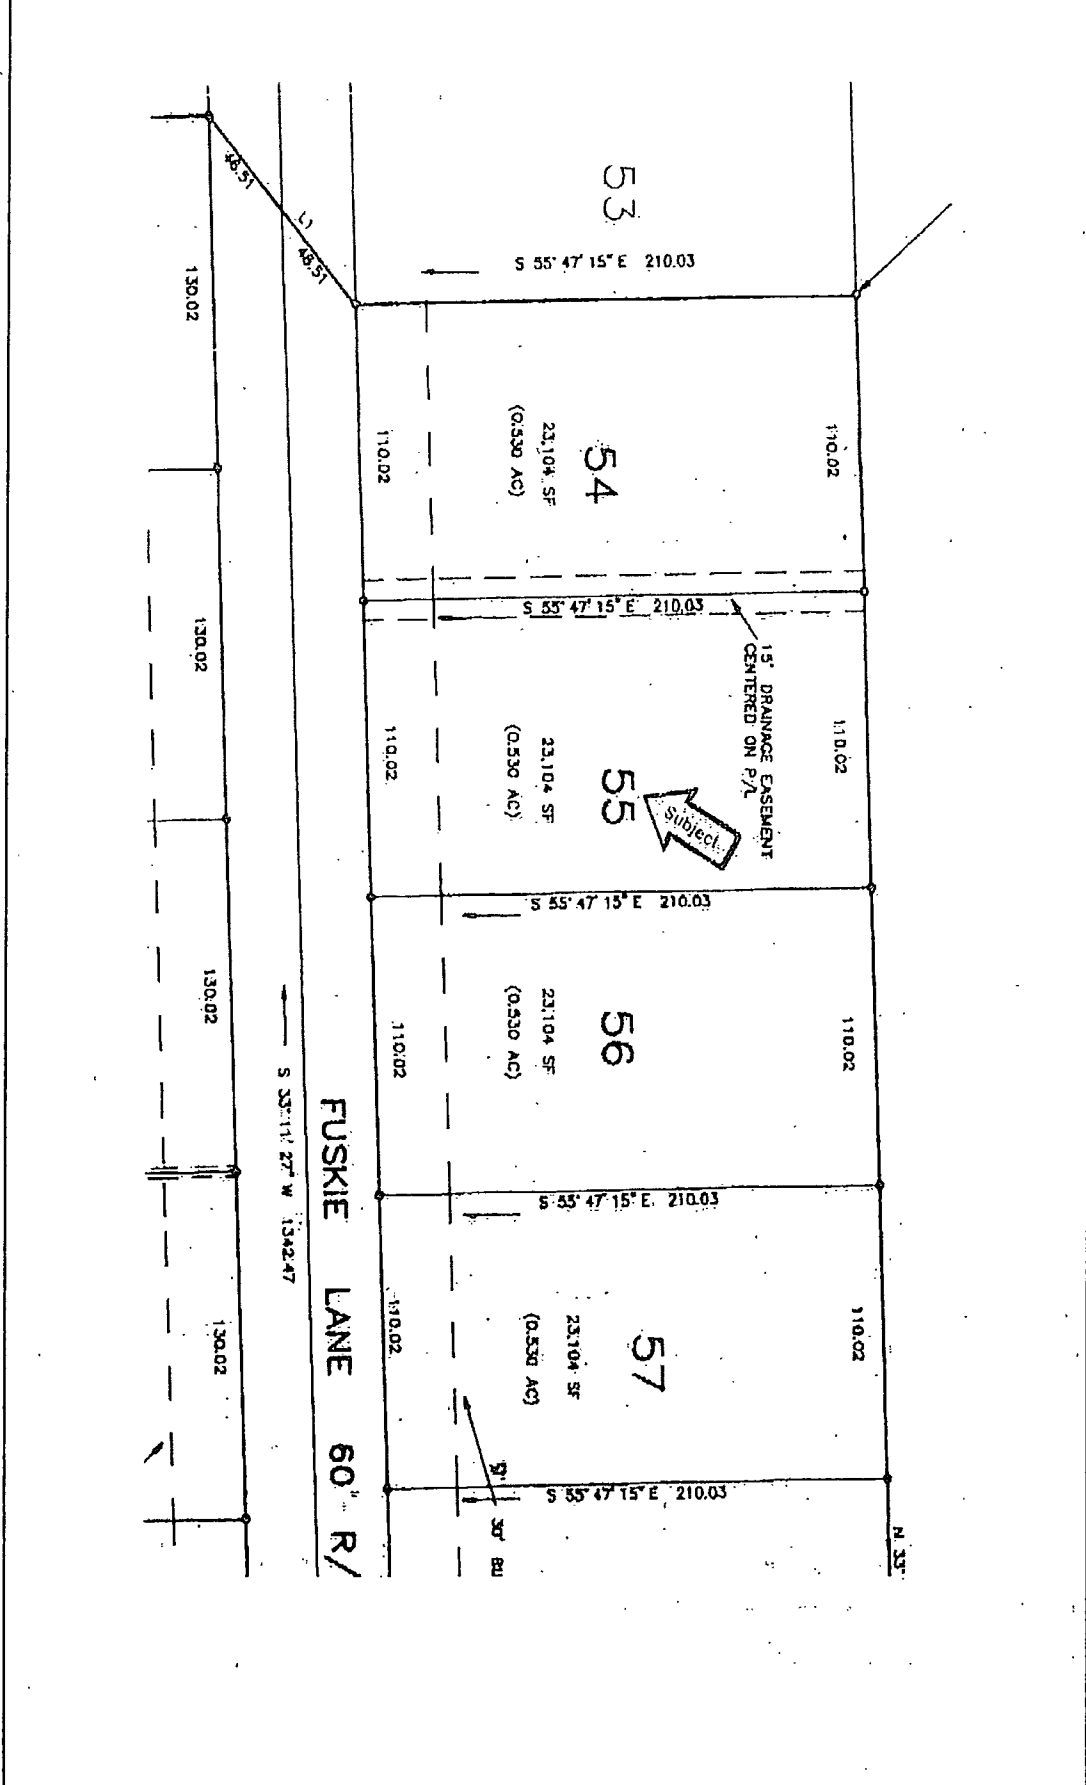 53
S 55° 47' 15" E 210.03
48.51
L)
48.51
130.02
110.02
54
23,104 SF
(0.530 AC)
110.02
S 55° 47' 15" E 210.03
15' DRAINAGE EASEMENT
CENTERED ON P/L
130.02
110.02
55
23,104 SF
(0.530 AC)
110.02
Subject
S 55° 47' 15" E 210.03
130.02
110.02
56
23,104 SF
(0.530 AC)
110.02
S 55° 47' 15" E 210.03
S 33° 11' 27" W 1342.47
FUSKIE LANE 60' R/
130.02
110.02
57
23,104 SF
(0.530 AC)
110.02
S 55° 47' 15" E 210.03
30' BU
N 33°